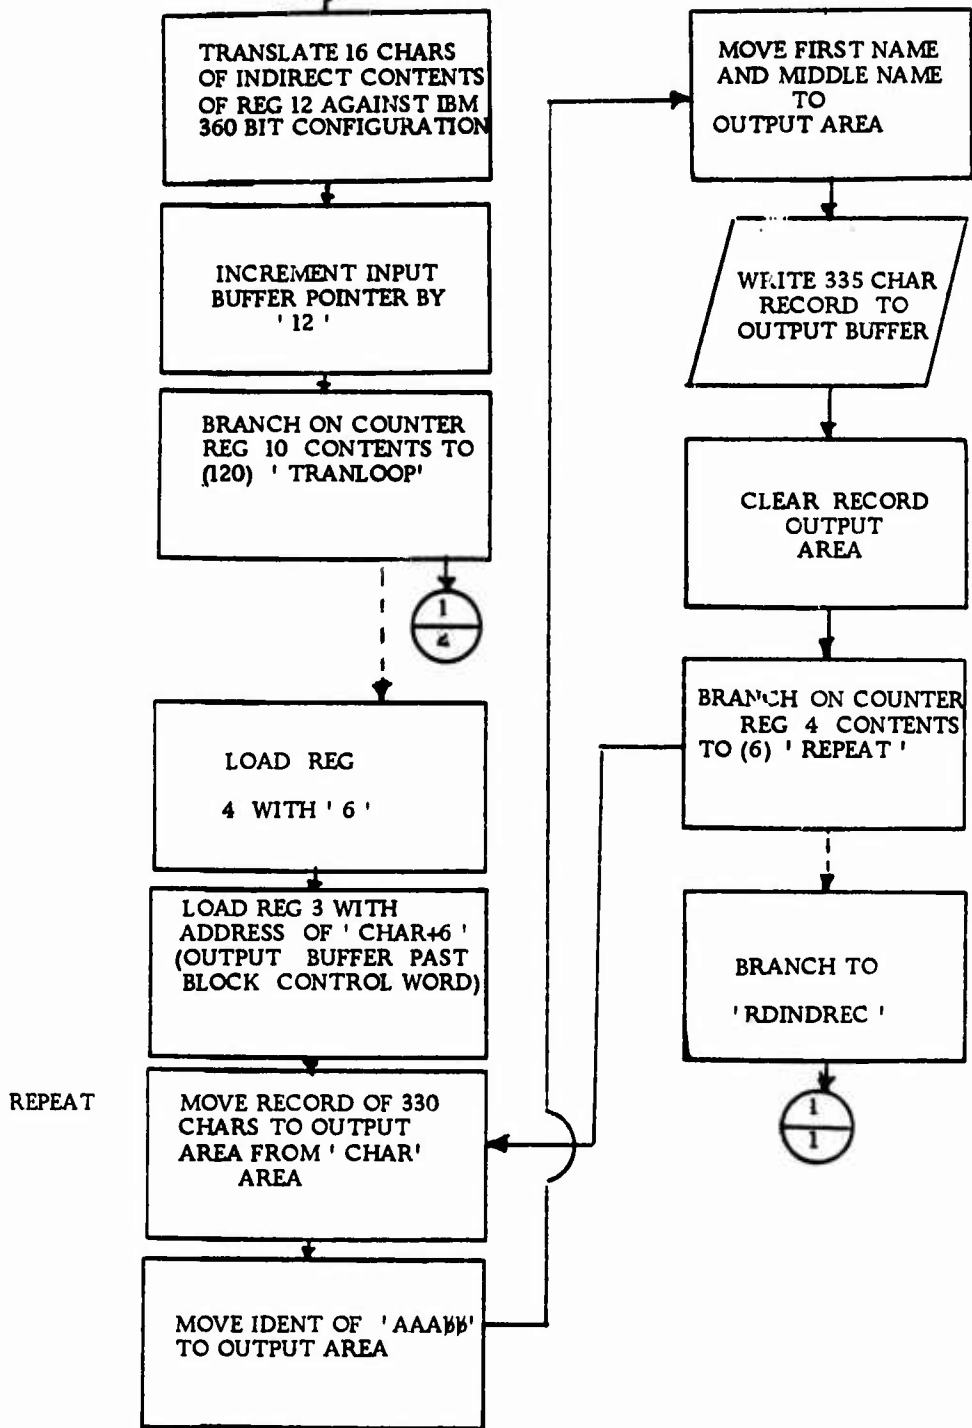 TRANSLATE 16 CHARS
OF INDIRECT CONTENTS
OF REG 12 AGAINST IBM
360 BIT CONFIGURATION
INCREMENT INPUT
BUFFER POINTER BY
' 12 '
BRANCH ON COUNTER
REG 10 CONTENTS TO
(120) ' TRANLOOP'
1
LOAD REG
4 WITH ' 6 '
LOAD REG 3 WITH
ADDRESS OF ' CHAR+6 '
(OUTPUT BUFFER PAST
BLOCK CONTROL WORD)
REPEAT
MOVE RECORD OF 330
CHARS TO OUTPUT
AREA FROM ' CHAR'
AREA
MOVE IDENT OF 'AAAƀƀ'
TO OUTPUT AREA
MOVE FIRST NAME
AND MIDDLE NAME
TO
OUTPUT AREA
WRITE 335 CHAR
RECORD TO
OUTPUT BUFFER
CLEAR RECORD
OUTPUT
AREA
BRANCH ON COUNTER
REG 4 CONTENTS
TO (6) ' REPEAT '
BRANCH TO
' RDINDREC '
1
1